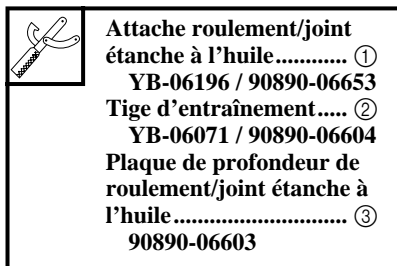 Attache roulement/joint
étanche à l’huile............ ①
YB-06196 / 90890-06653
Tige d’entraînement..... ②
YB-06071 / 90890-06604
Plaque de profondeur de
roulement/joint étanche à
l’huile.............................. ③
90890-06603